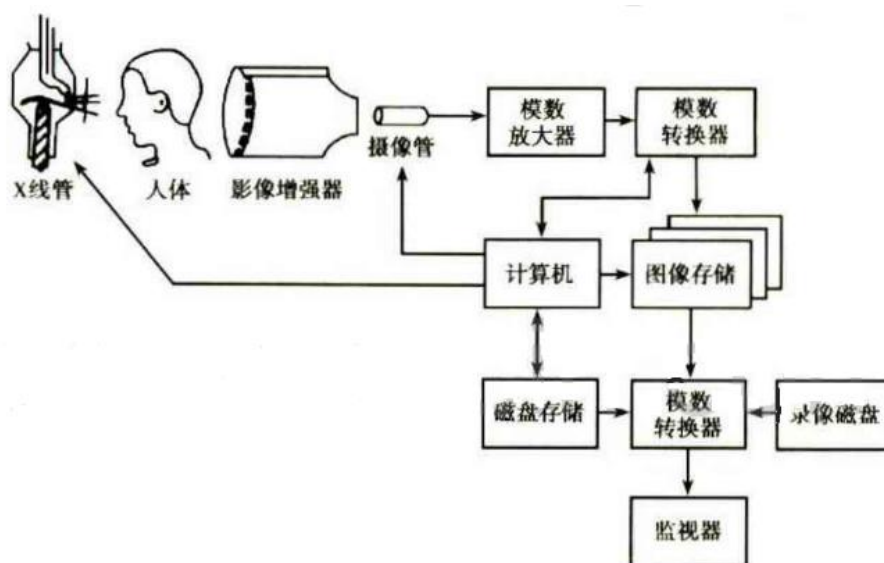 模数
放大器
模数
转换器
X线管
人体
影像增强器
摄像管
计算机
图像存储
磁盘存储
模数
转换器
录像磁盘
监视器